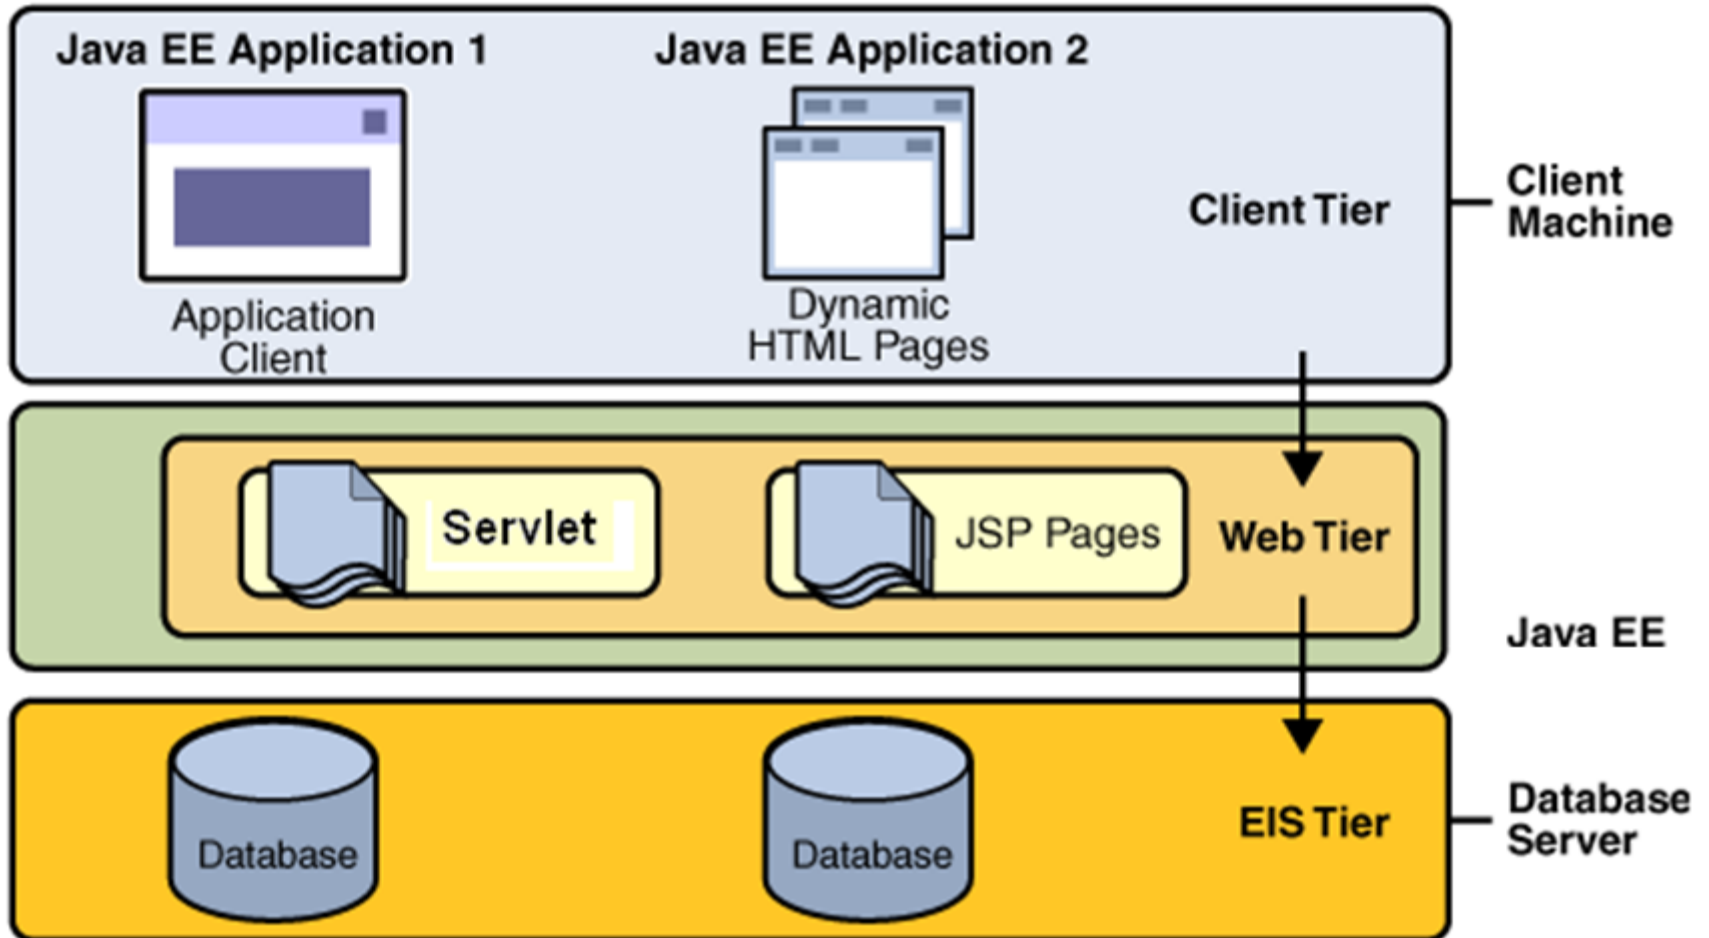 Java EE Application 1
Java EE Application 2
Application
Client
Dynamic
HTML Pages
Client Tier
Client
Machine
Servlet
JSP Pages
Web Tier
Java EE
Database
Database
EIS Tier
Database
Server